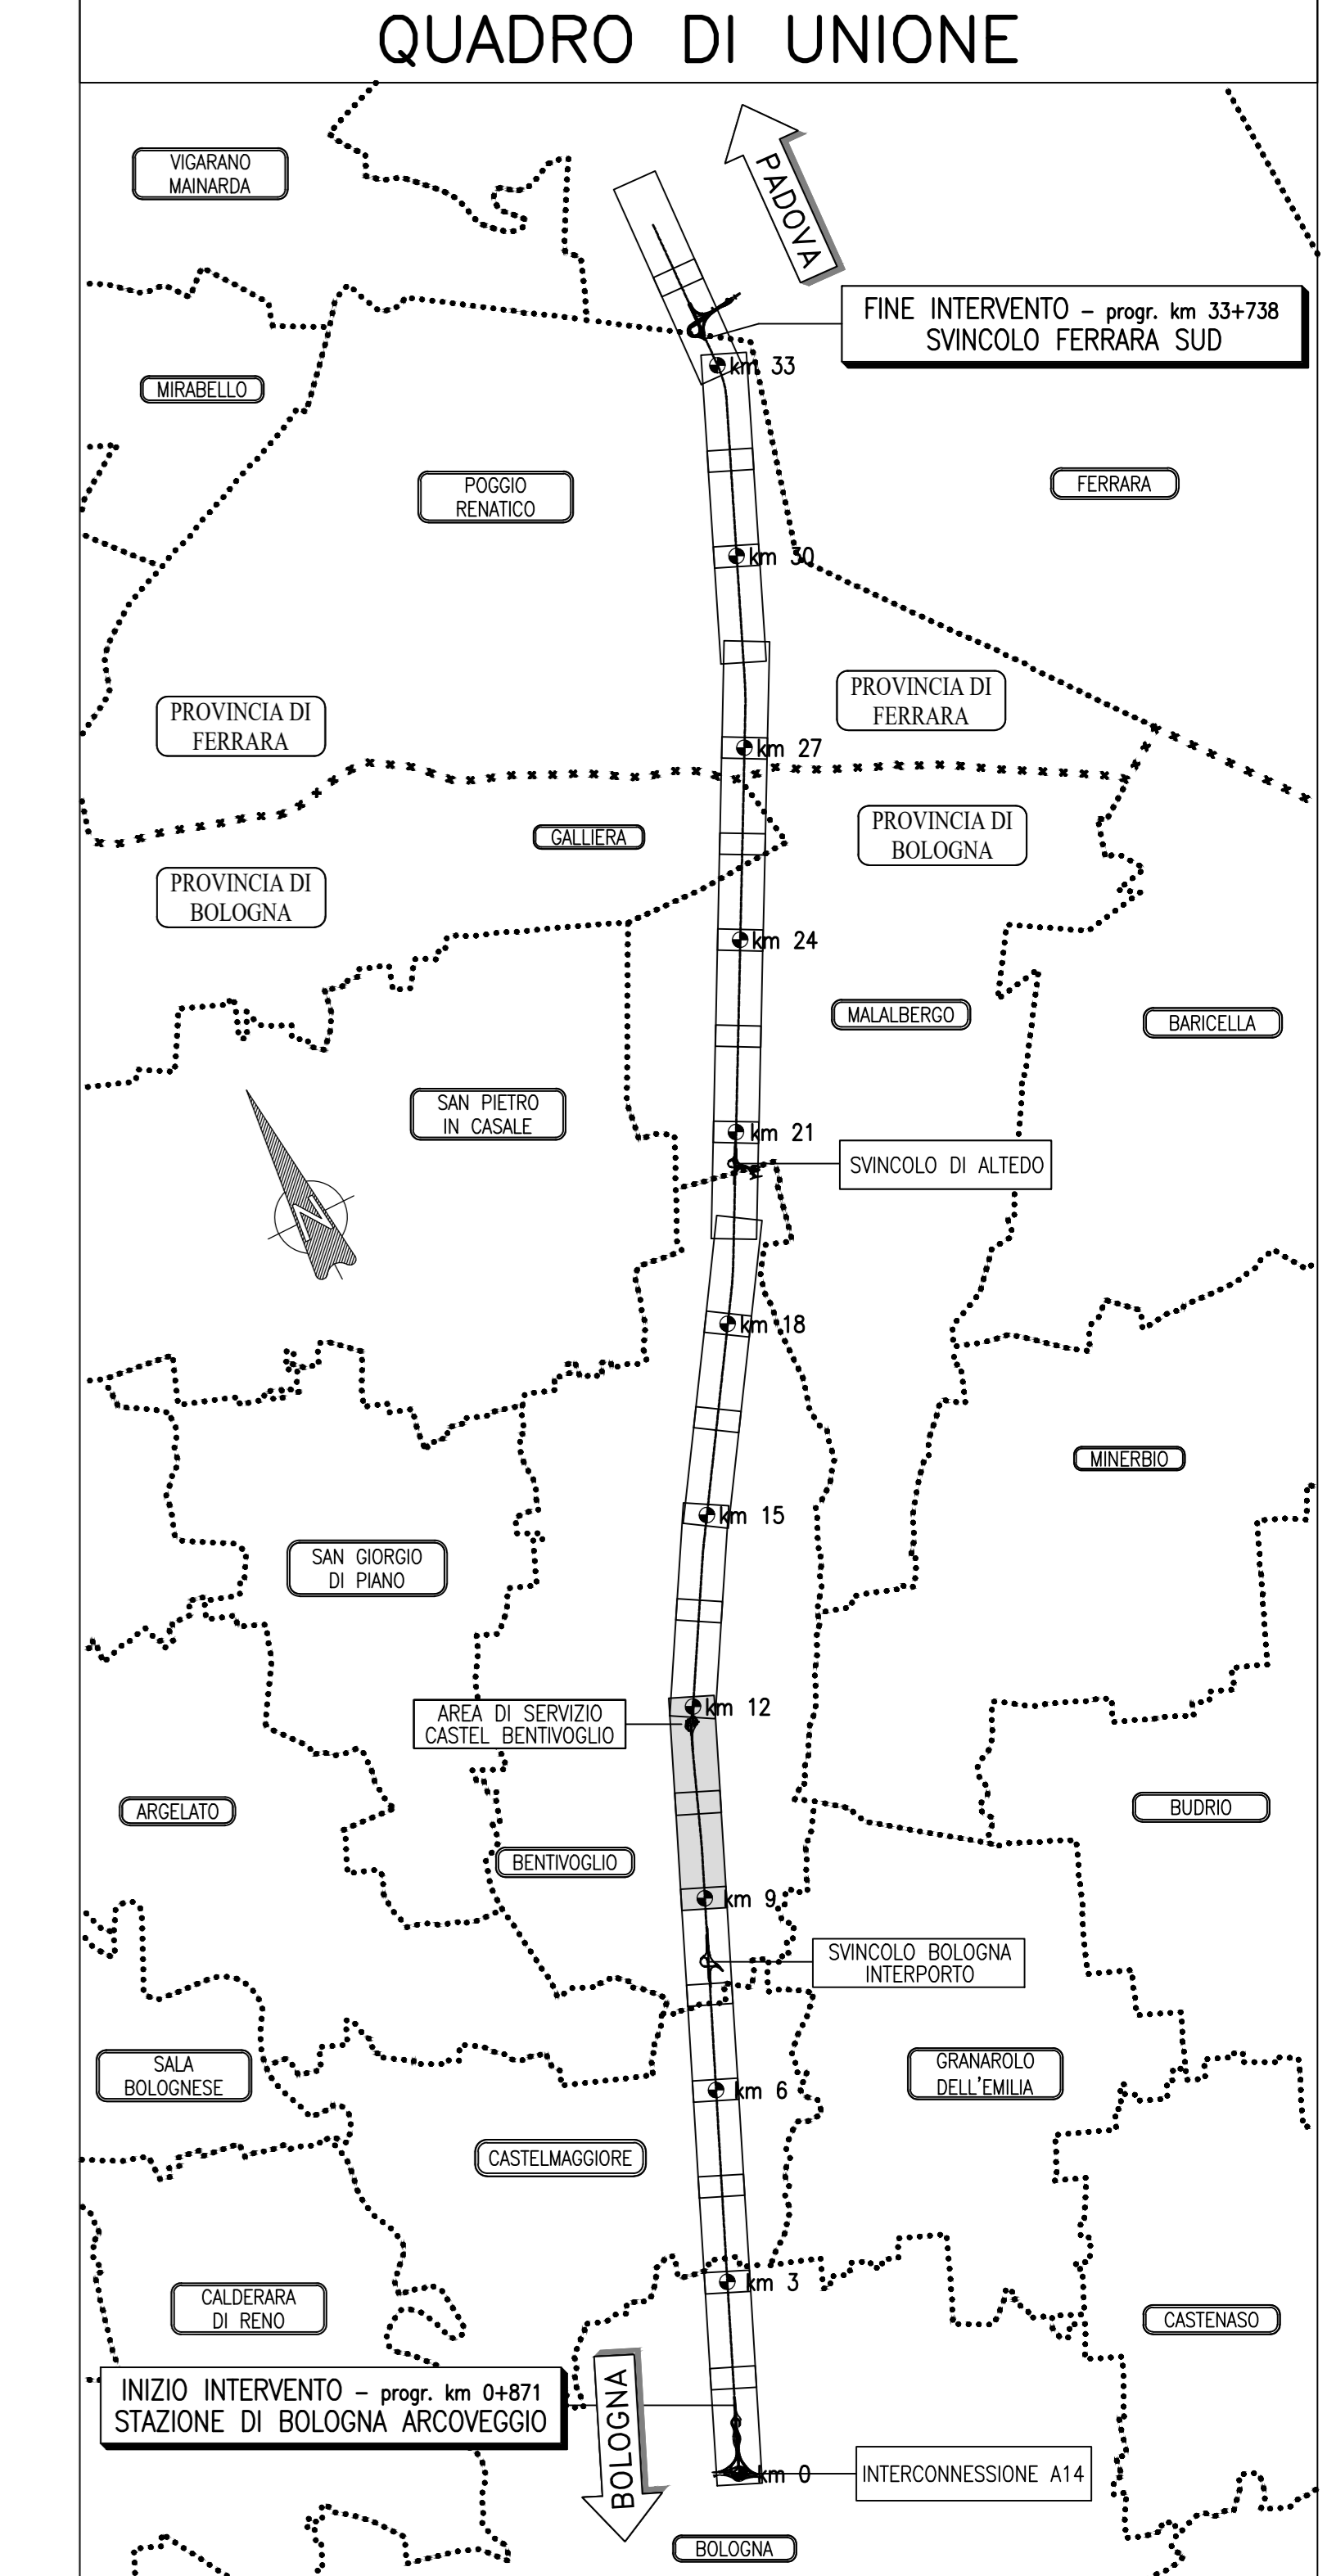 QUADRO DI UNIONE
VIGARANO
MAINARDA
PADOVA
FINE INTERVENTO – progr. km 33+738
SVINCOLO FERRARA SUD
km 33
MIRABELLO
POGGIO
RENATICO
FERRARA
km 30
PROVINCIA DI
FERRARA
PROVINCIA DI
FERRARA
km 27
GALLIERA
PROVINCIA DI
BOLOGNA
PROVINCIA DI
BOLOGNA
km 24
MALALBERGO
BARICELLA
SAN PIETRO
IN CASALE
km 21
SVINCOLO DI ALTEDO
N
km 18
MINERBIO
km 15
SAN GIORGIO
DI PIANO
AREA DI SERVIZIO
CASTEL BENTIVOGLIO
km 12
ARGELATO
BUDRIO
BENTIVOGLIO
km 9
SVINCOLO BOLOGNA
INTERPORTO
SALA
BOLOGNESE
GRANAROLO
DELL'EMILIA
km 6
CASTELMAGGIORE
km 3
CALDERARA
DI RENO
CASTENASO
INIZIO INTERVENTO – progr. km 0+871
STAZIONE DI BOLOGNA ARCOVEGGIO
BOLOGNA
km 0
INTERCONNESSIONE A14
BOLOGNA